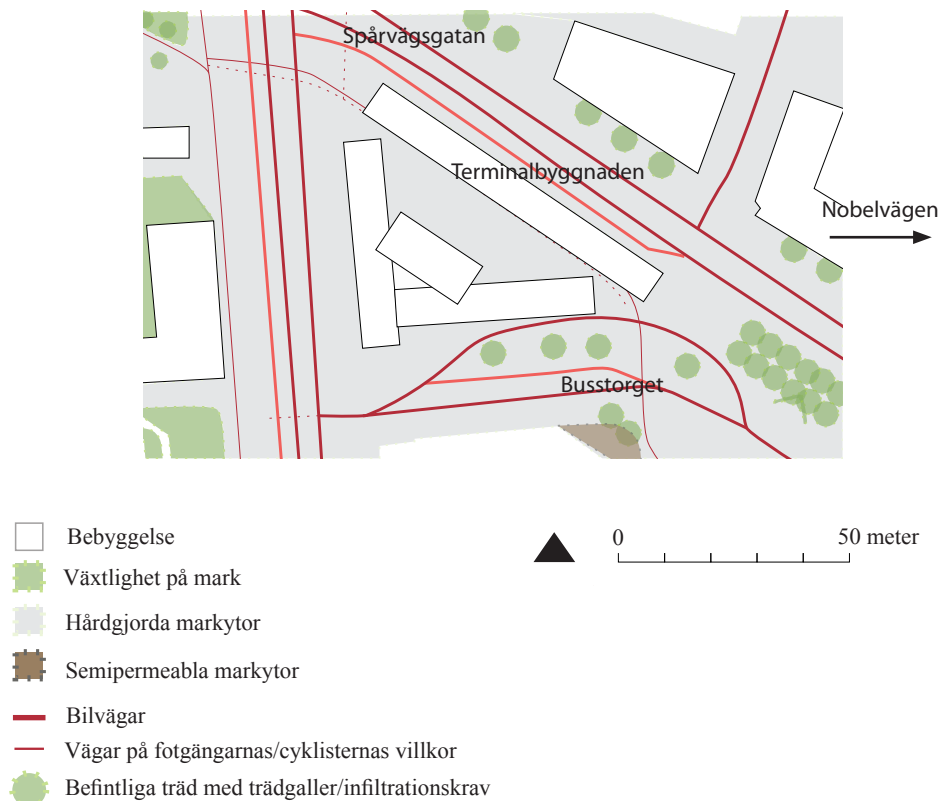 Spårvägsgatan
Terminalbyggnaden
Nobelvägen
Busstorget
0 50 meter
Bebyggelse
Växtlighet på mark
Hårdgjorda markytor
Semipermeabla markytor
Bilvägar
Vägar på fotgängarnas/cyklisternas villkor
Befintliga träd med trädgaller/infiltrationskrav